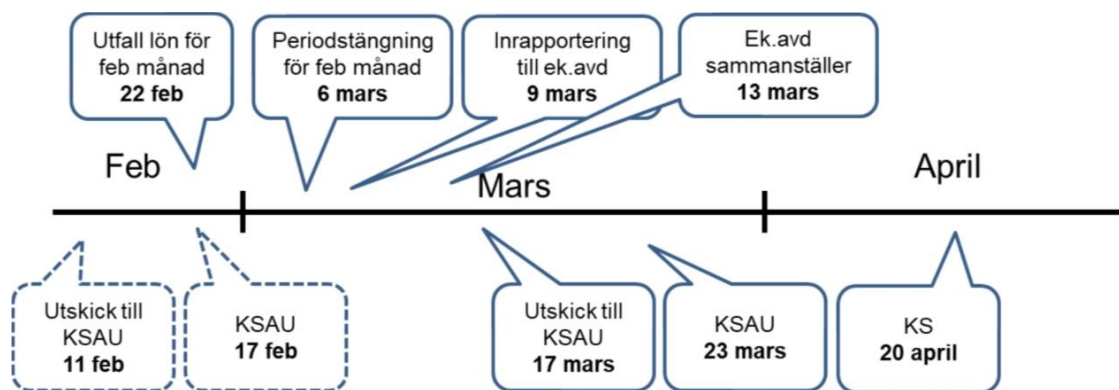 Utfall lön för
feb månad
22 feb
Periodstängning
för feb månad
6 mars
Inrapportering
till ek.avd
9 mars
Ek.avd
sammanställer
13 mars
Feb
Mars
April
Utskick till
KSAU
11 feb
KSAU
17 feb
Utskick till
KSAU
17 mars
KSAU
23 mars
KS
20 april